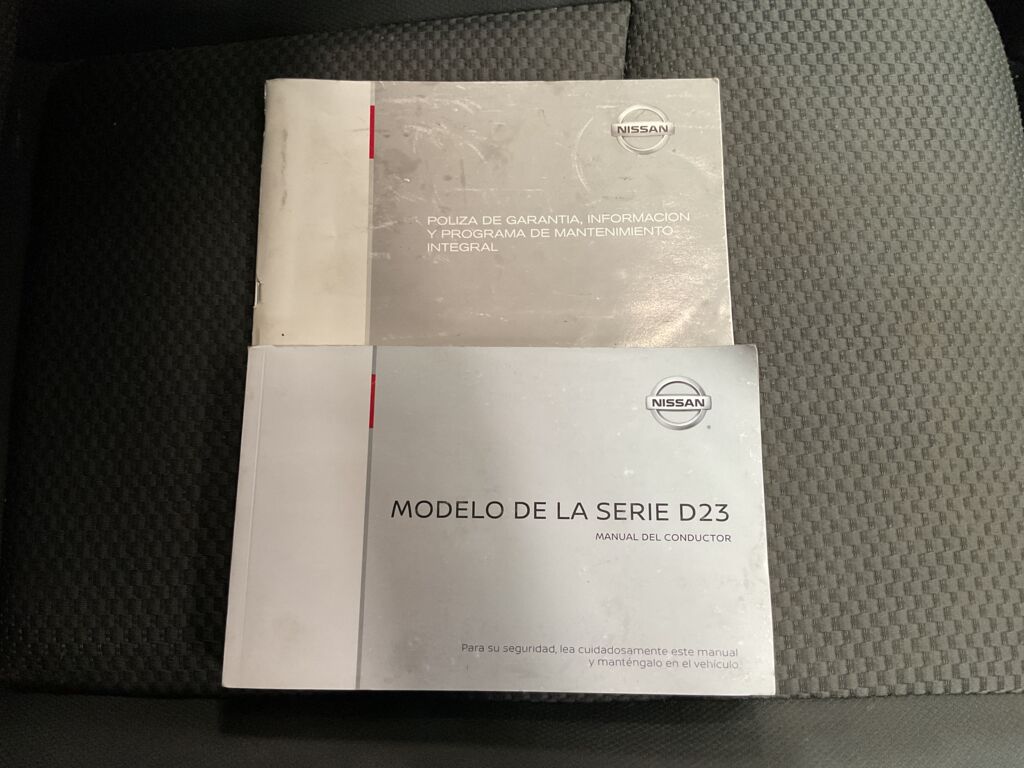 NISSAN
POLIZA DE GARANTIA, INFORMACION
Y PROGRAMA DE MANTENIMIENTO
INTEGRAL
NISSAN
MODELO DE LA SERIE D23
MANUAL DEL CONDUCTOR
Para su seguridad, lea cuidadosamente este manual
y manténgalo en el vehículo